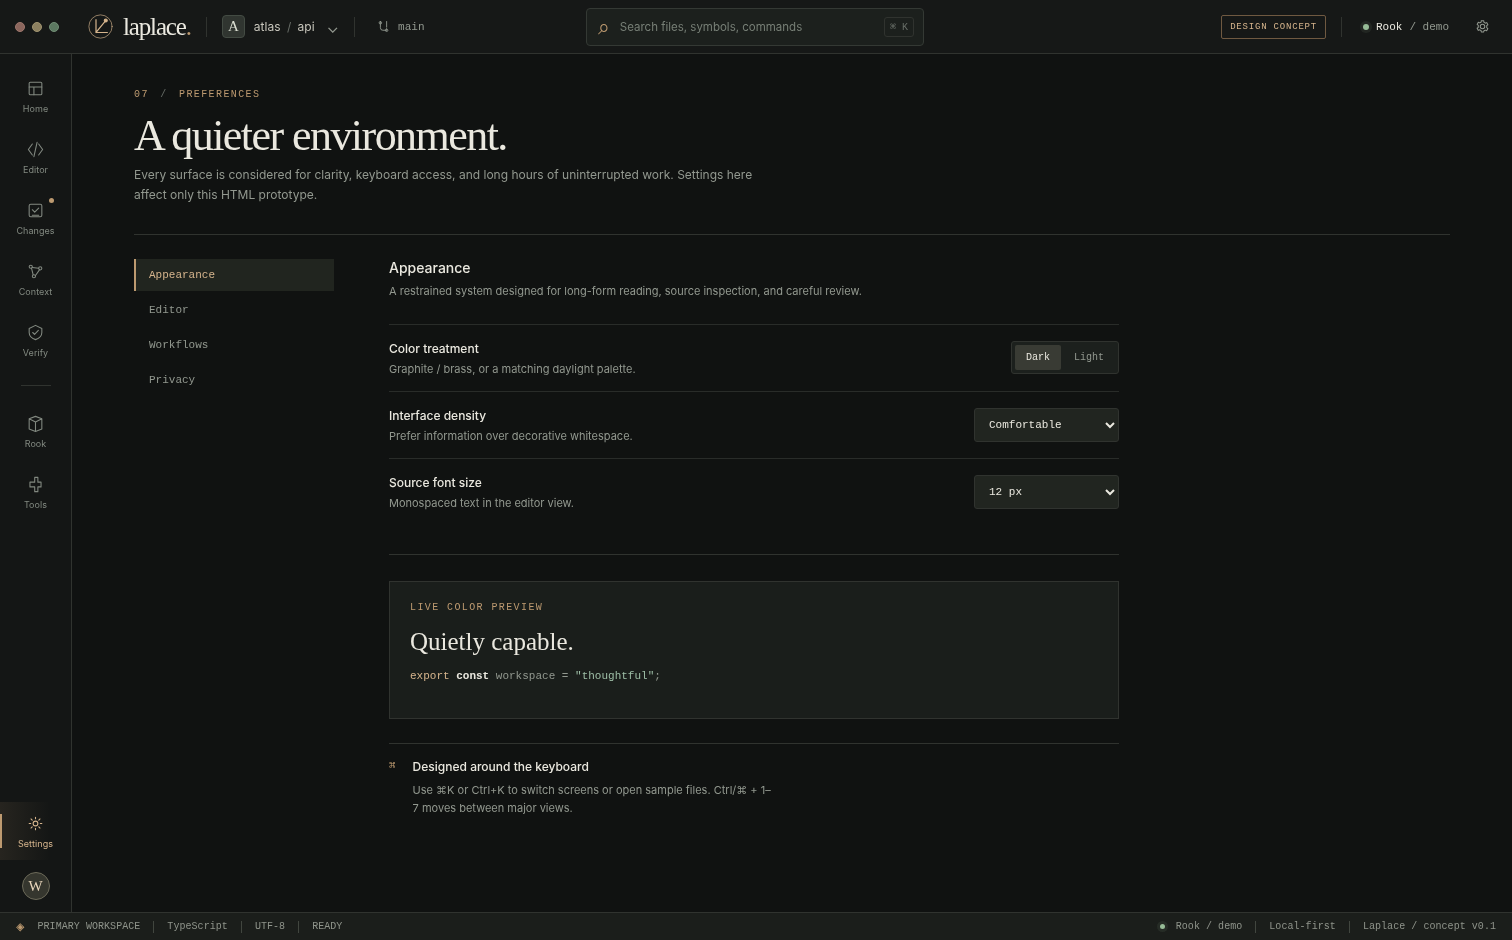 laplace.
A
atlas / api
main
Search files, symbols, commands
⌘ K
DESIGN CONCEPT
Rook / demo
Home
Editor
Changes
Context
Verify
Rook
Tools
Settings
W
07 / PREFERENCES
A quieter environment.
Every surface is considered for clarity, keyboard access, and long hours of uninterrupted work. Settings here
affect only this HTML prototype.
Appearance
Editor
Workflows
Privacy
Appearance
A restrained system designed for long-form reading, source inspection, and careful review.
Color treatment
Graphite / brass, or a matching daylight palette.
Dark
Light
Interface density
Prefer information over decorative whitespace.
Comfortable
Source font size
Monospaced text in the editor view.
12 px
LIVE COLOR PREVIEW
Quietly capable.
export const workspace = "thoughtful";
⌘
Designed around the keyboard
Use ⌘K or Ctrl+K to switch screens or open sample files. Ctrl/⌘ + 1–
7 moves between major views.
PRIMARY WORKSPACE
TypeScript
UTF-8
READY
Rook / demo
Local-first
Laplace / concept v0.1